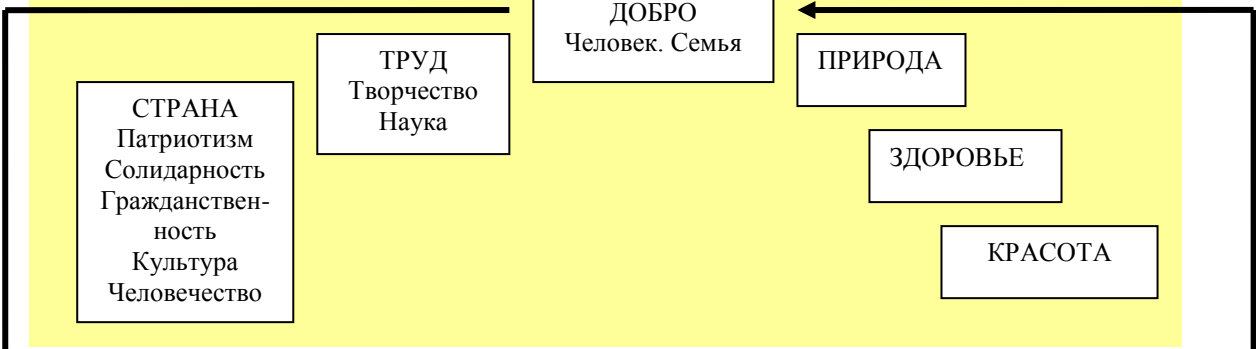 ДОБРО
Человек. Семья
ТРУД
Творчество
Наука
ПРИРОДА
СТРАНА
Патриотизм
Солидарность
Гражданствен-
ность
Культура
Человечество
ЗДОРОВЬЕ
КРАСОТА